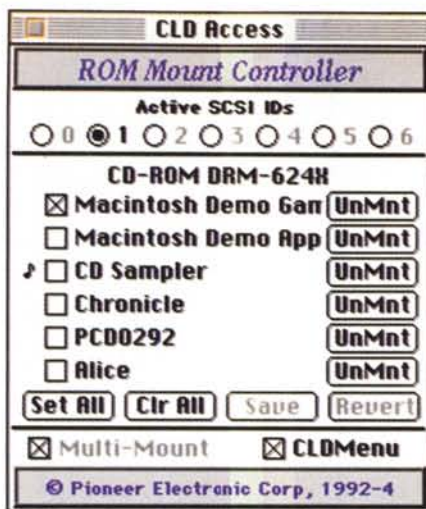 CLD Access
ROM Mount Controller
Active SCSI IDs
0 1 2 3 4 5 6
CD-ROM DRM-624X
Macintosh Demo Gam UnMnt
Macintosh Demo App UnMnt
♪ CD Sampler UnMnt
Chronicle UnMnt
PCD0292 UnMnt
Alice UnMnt
Set All Clr All Save Revert
Multi-Mount CLDMenu
© Pioneer Electronic Corp, 1992-4